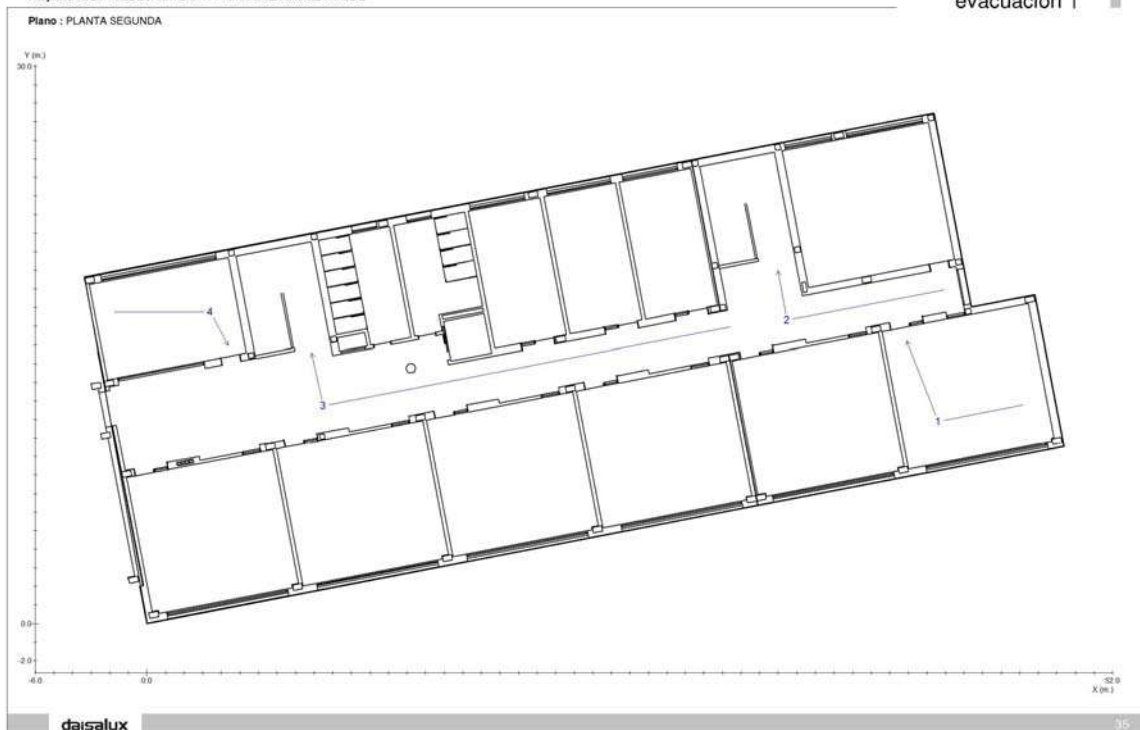 evacuación 1
Plano : PLANTA SEGUNDA
Y (m.)
30.0
4
2
3
1
0.0
-2.0
-6.0
0.0
52.0
X (m.)
daisalux
35